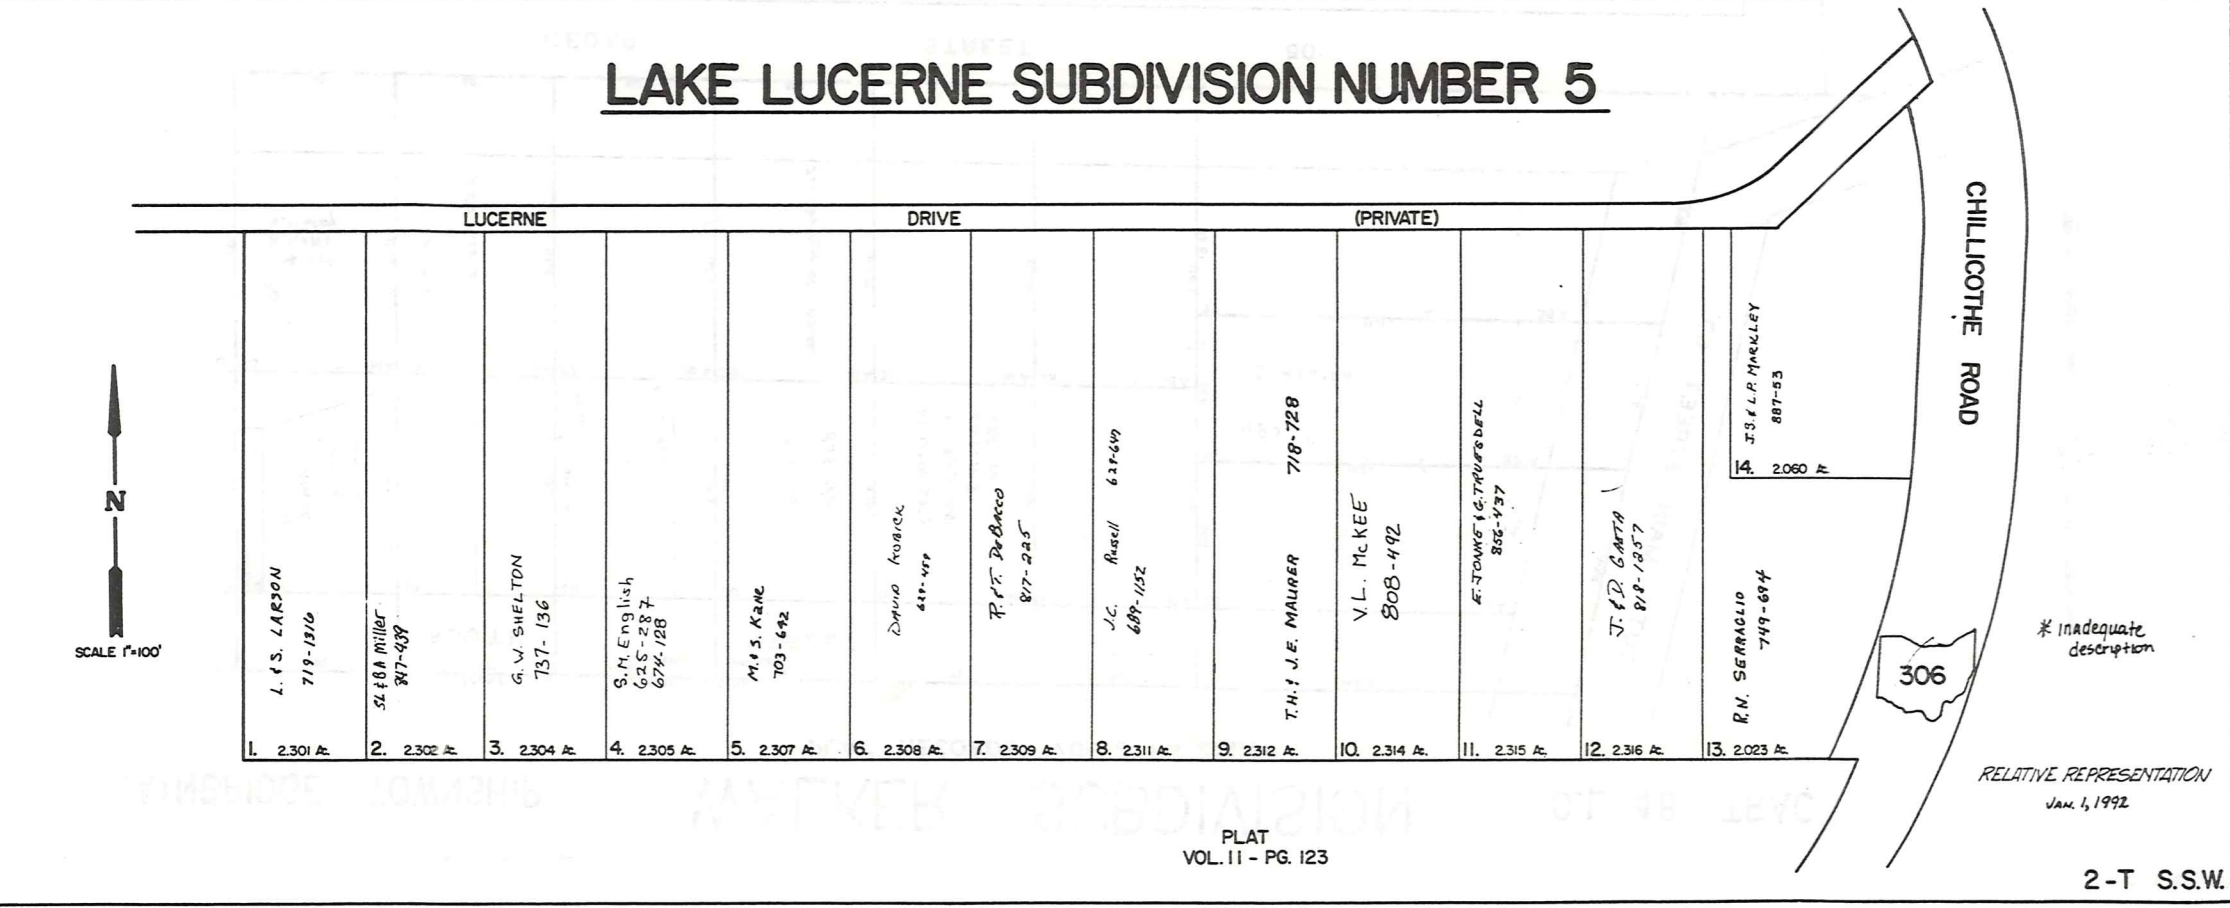 LAKE LUCERNE SUBDIVISION NUMBER 5
LUCERNE DRIVE (PRIVATE)
CHILLICOTHE ROAD
N
SCALE 1"=100'
L. & S. LARSON
719-1316
1. 2.301 Ac.
SL & BA Miller
817-439
2. 2.302 Ac.
G.W. SHELTON
737-136
3. 2.304 Ac.
S.M. English
625-287
674-128
4. 2.305 Ac.
M. & S. Kane
703-642
5. 2.307 Ac.
DAVID KOBICK
6. 2.308 Ac.
P. & T. DeBacco
817-225
7. 2.309 Ac.
J.C. Russell 629-647
689-1152
8. 2.311 Ac.
T.H. & J.E. MAURER 718-728
9. 2.312 Ac.
V.L. McKEE
808-492
10. 2.314 Ac.
E. JONKE & G. TRUESDELL
856-437
11. 2.315 Ac.
J. & D. GAETA
818-1257
12. 2.316 Ac.
R.N. SERRAGLIO
749-694
13. 2.023 Ac.
J.S. & L.P. MARKLEY
887-53
14. 2.060 Ac.
306
* inadequate
description
RELATIVE REPRESENTATION
JAN. 1, 1992
PLAT
VOL. 11 - PG. 123
2-T S.S.W.